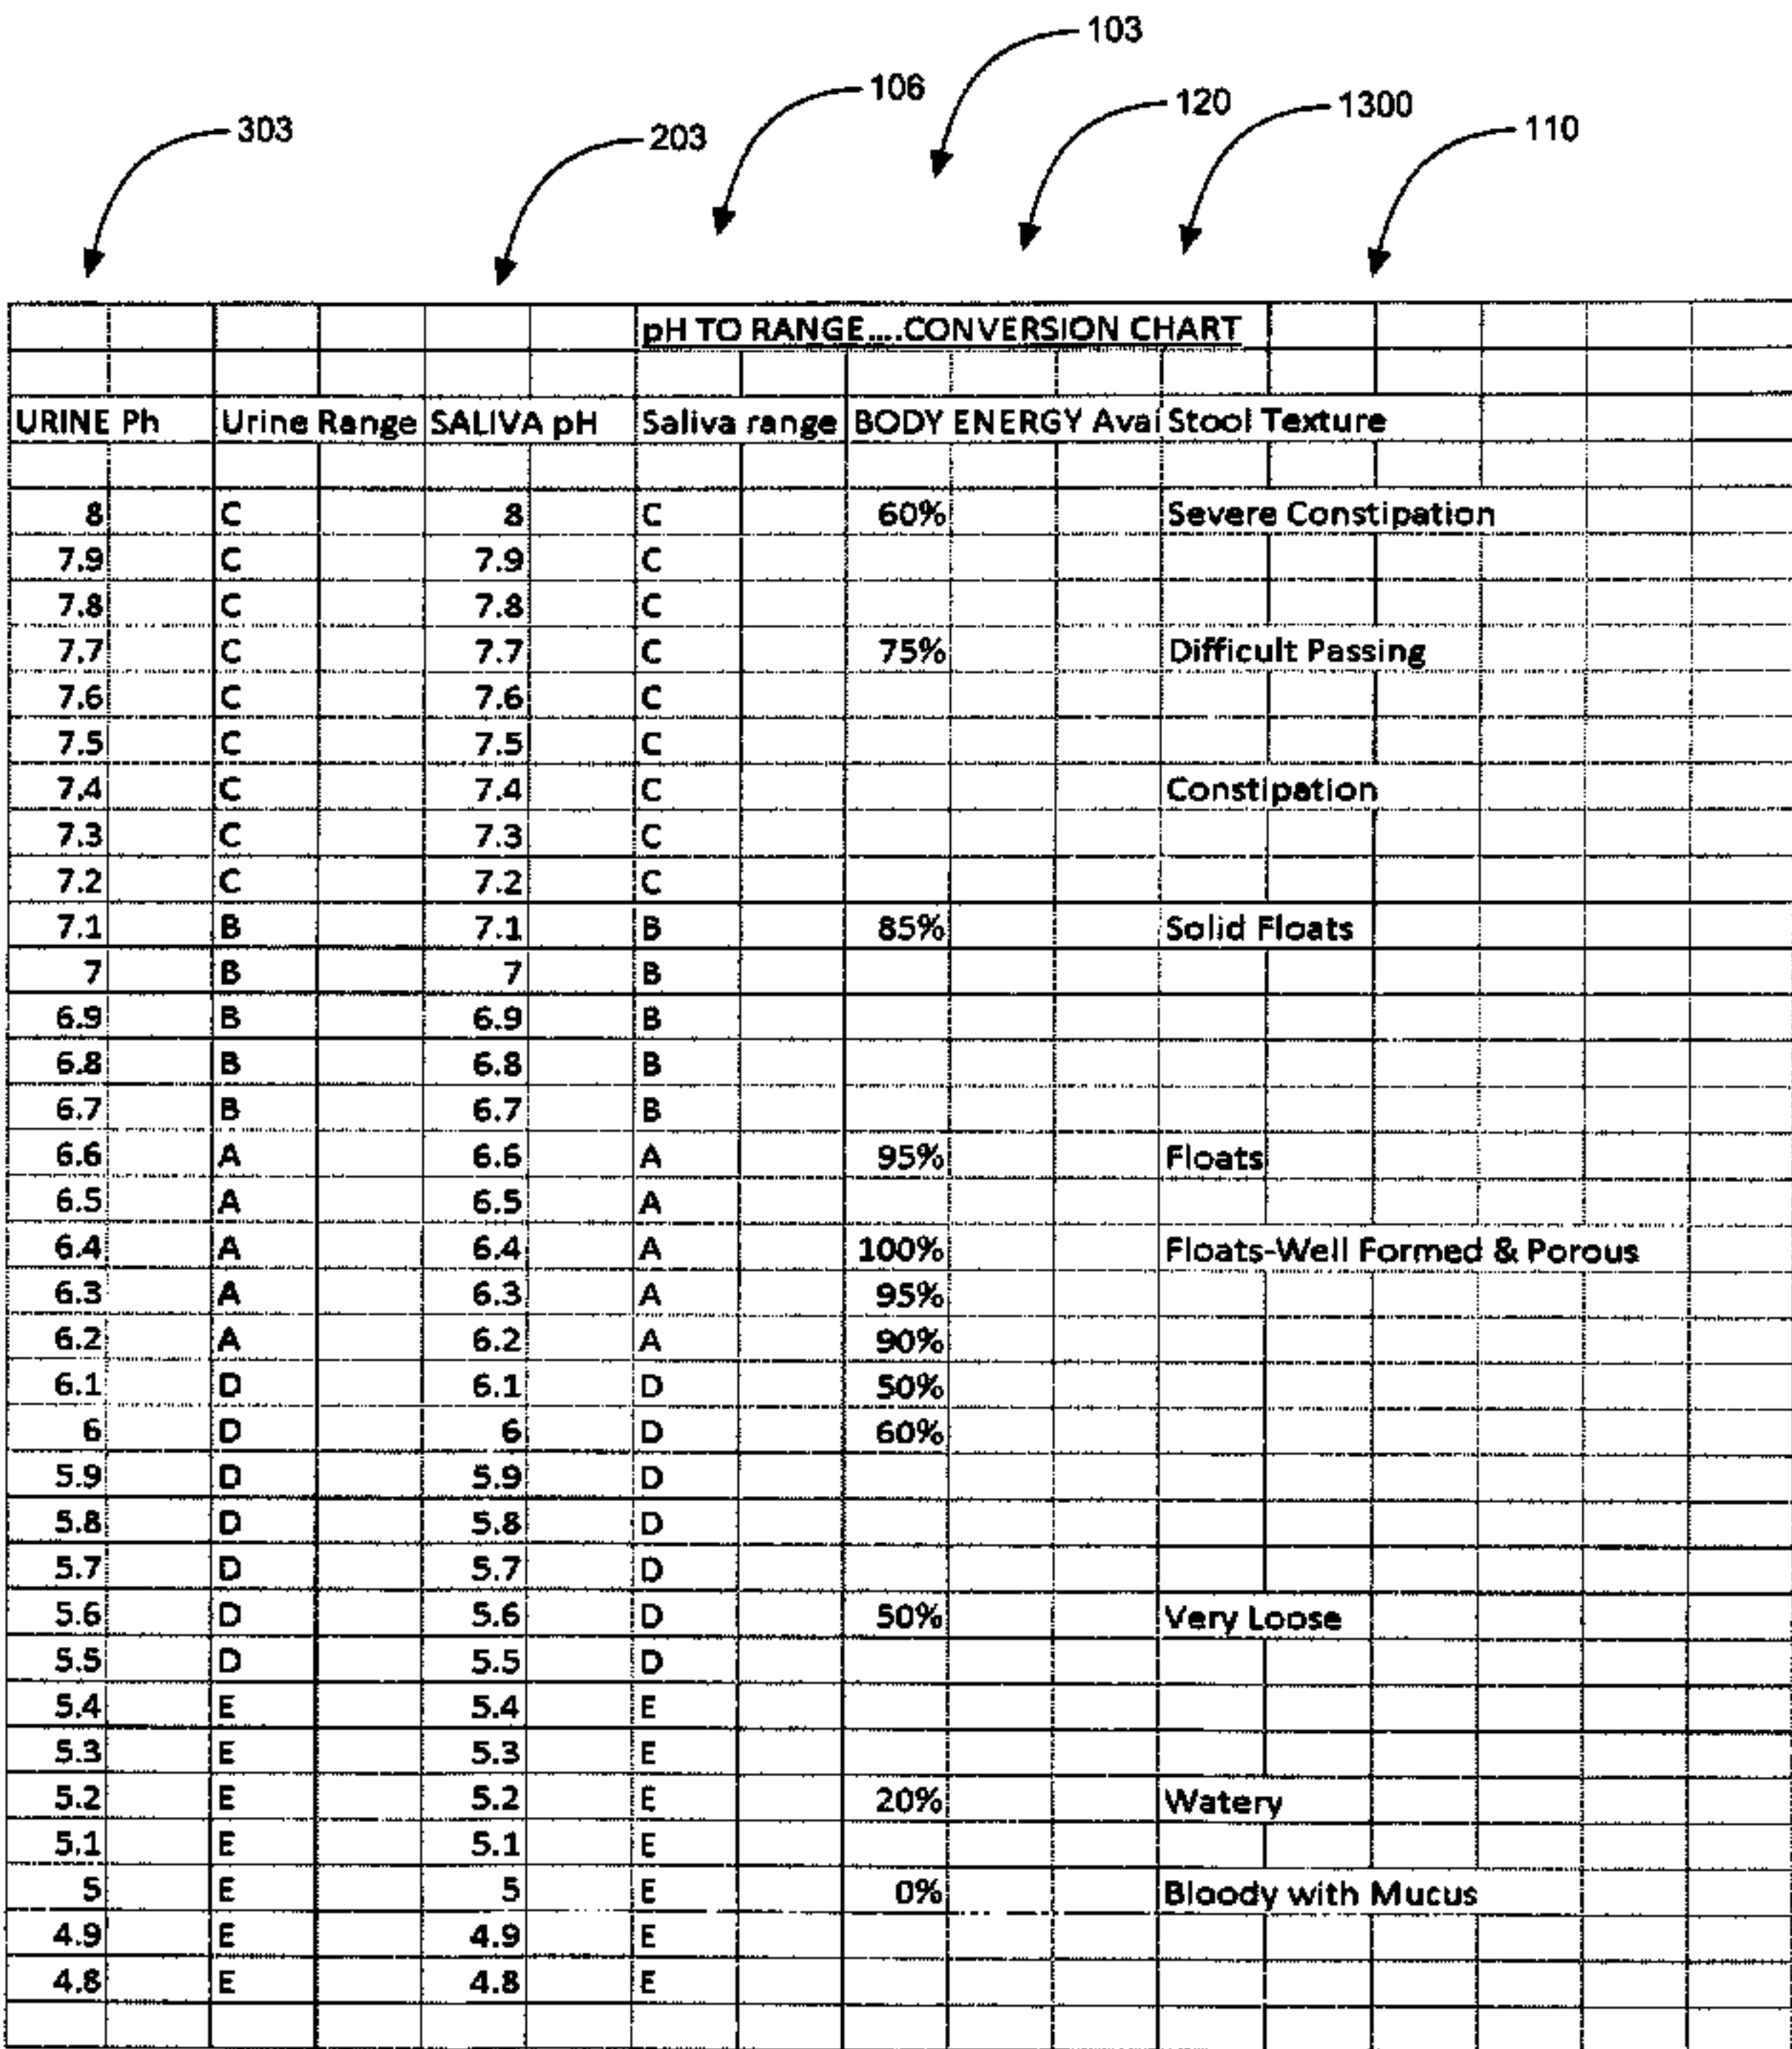 103
106
120
1300
110
303
203
pH TO RANGE....CONVERSION CHART
URINE Ph Urine Range SALIVA pH Saliva range BODY ENERGY Avai Stool Texture
8 C 8 C 60% Severe Constipation
7.9 C 7.9 C
7.8 C 7.8 C
7.7 C 7.7 C 75% Difficult Passing
7.6 C 7.6 C
7.5 C 7.5 C
7.4 C 7.4 C Constipation
7.3 C 7.3 C
7.2 C 7.2 C
7.1 B 7.1 B 85% Solid Floats
7 B 7 B
6.9 B 6.9 B
6.8 B 6.8 B
6.7 B 6.7 B
6.6 A 6.6 A 95% Floats
6.5 A 6.5 A
6.4 A 6.4 A 100% Floats-Well Formed & Porous
6.3 A 6.3 A 95%
6.2 A 6.2 A 90%
6.1 D 6.1 D 50%
6 D 6 D 60%
5.9 D 5.9 D
5.8 D 5.8 D
5.7 D 5.7 D
5.6 D 5.6 D 50% Very Loose
5.5 D 5.5 D
5.4 E 5.4 E
5.3 E 5.3 E
5.2 E 5.2 E 20% Watery
5.1 E 5.1 E
5 E 5 E 0% Bloody with Mucus
4.9 E 4.9 E
4.8 E 4.8 E